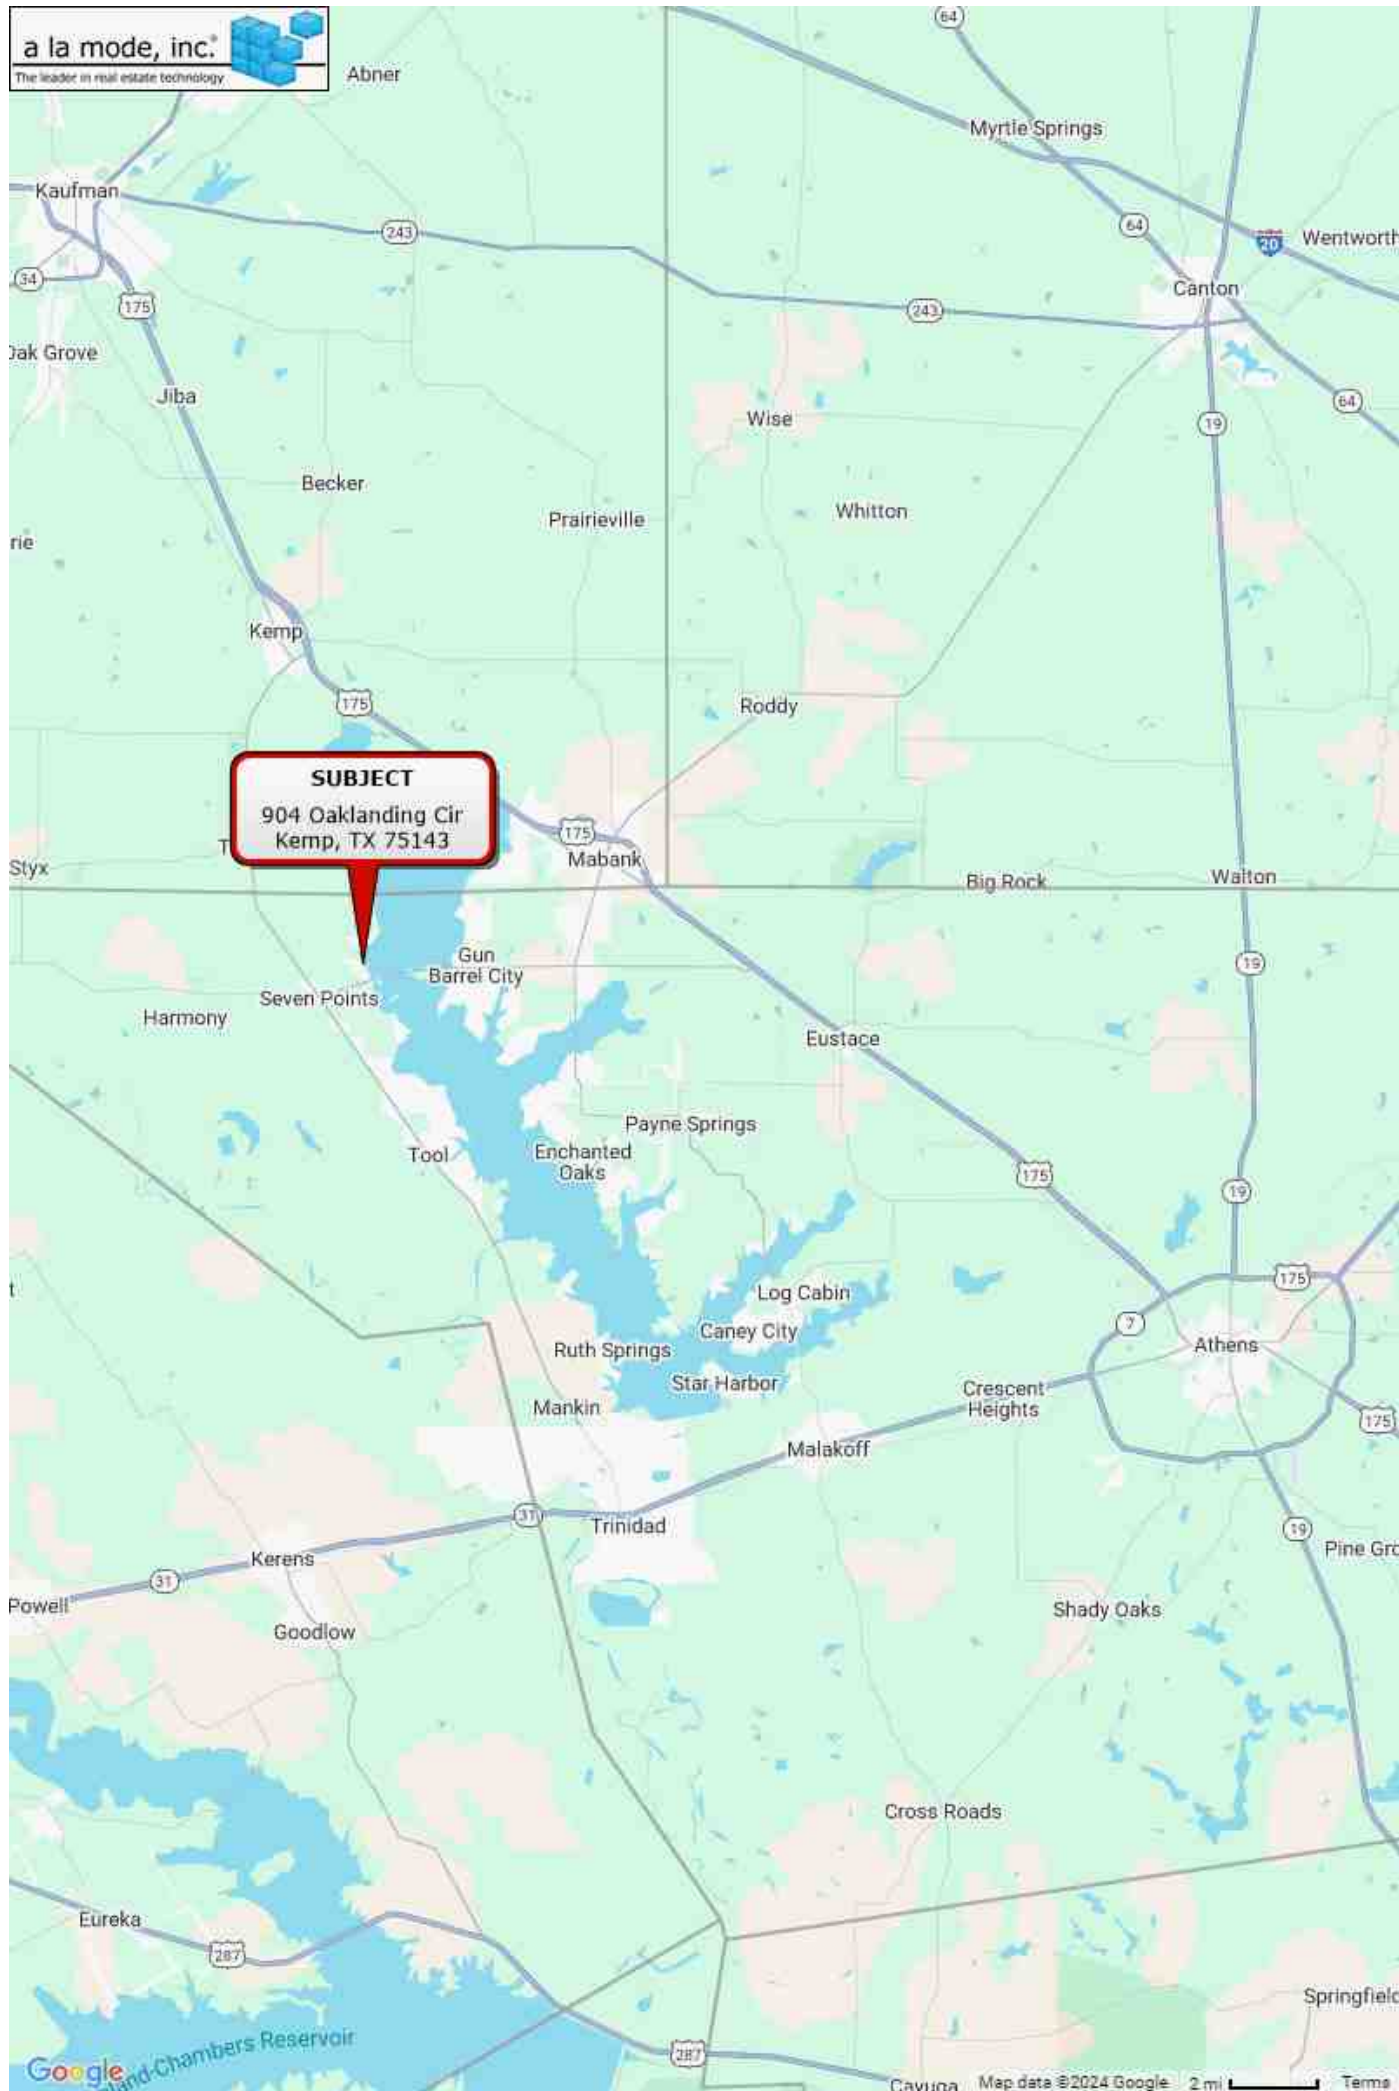 a la mode, inc.®
The leader in real estate technology
64
Abner
Myrtle Springs
Kaufman
64
243
20
Wentworth
34
Canton
175
243
Oak Grove
Jiba
64
Wise
19
Becker
Whitton
Prairieville
rie
Kemp
175
Roddy
SUBJECT
904 Oaklanding Cir
Kemp, TX 75143
175
T
Mabank
Styx
Walton
Big Rock
Gun
Barrel City
19
Seven Points
Harmony
Eustace
Payne Springs
Tool
Enchanted
Oaks
175
19
175
t
Log Cabin
7
Caney City
Athens
Ruth Springs
Star Harbor
Crescent
Heights
Mankin
175
Malakoff
31
Trinidad
19
Pine Gro
Kerens
31
Powell
Shady Oaks
Goodlow
Cross Roads
Eureka
287
Springfield
land-Chambers Reservoir
287
Google
Cayuga
Map data ©2024 Google
2 mi
Terms